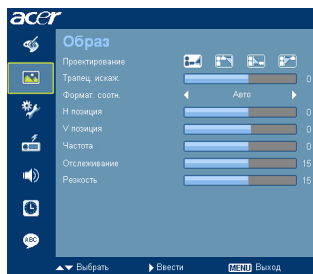 acer
Образ
Проектирование
Трапец. искаж. 0
Формат. соотн. Авто
H позиция 0
V позиция 0
Частота 0
Отслеживание 15
Резкость 15
ABC
Выбрать Ввести MENU Выход